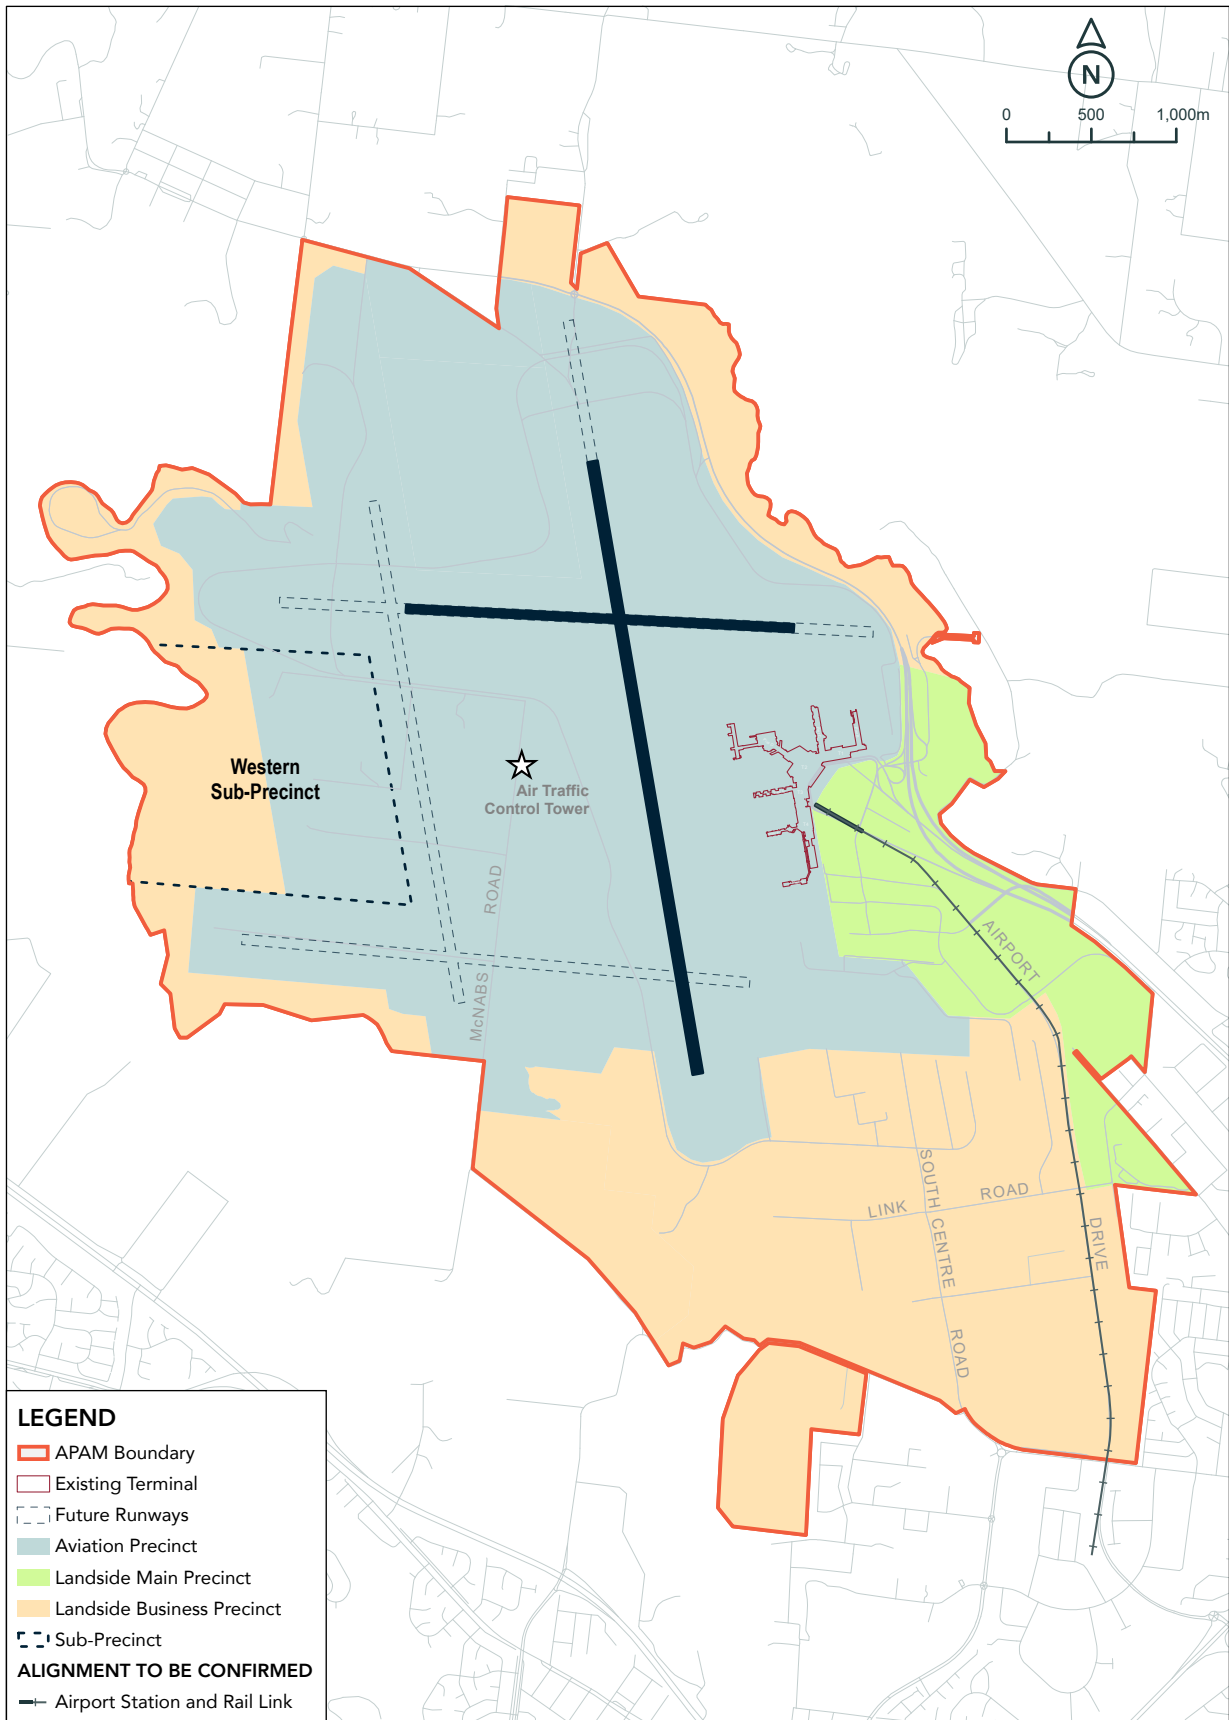 N
0 500 1,000m
Western
Sub-Precinct
Air Traffic
Control Tower
McNABS ROAD
AIRPORT DRIVE
LINK ROAD
SOUTH CENTRE ROAD
LEGEND
APAM Boundary
Existing Terminal
Future Runways
Aviation Precinct
Landside Main Precinct
Landside Business Precinct
Sub-Precinct
ALIGNMENT TO BE CONFIRMED
Airport Station and Rail Link